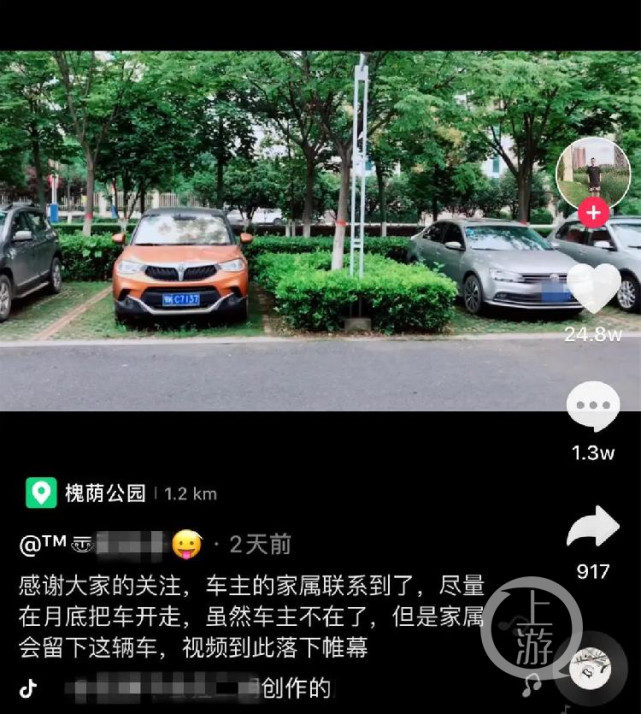 C7137
24.8w
1.3w
槐荫公园 1.2 km
917
@™ · 2天前
感谢大家的关注，车主的家属联系到了，尽量
在月底把车开走，虽然车主不在了，但是家属
会留下这辆车，视频到此落下帷幕
上游
创作的